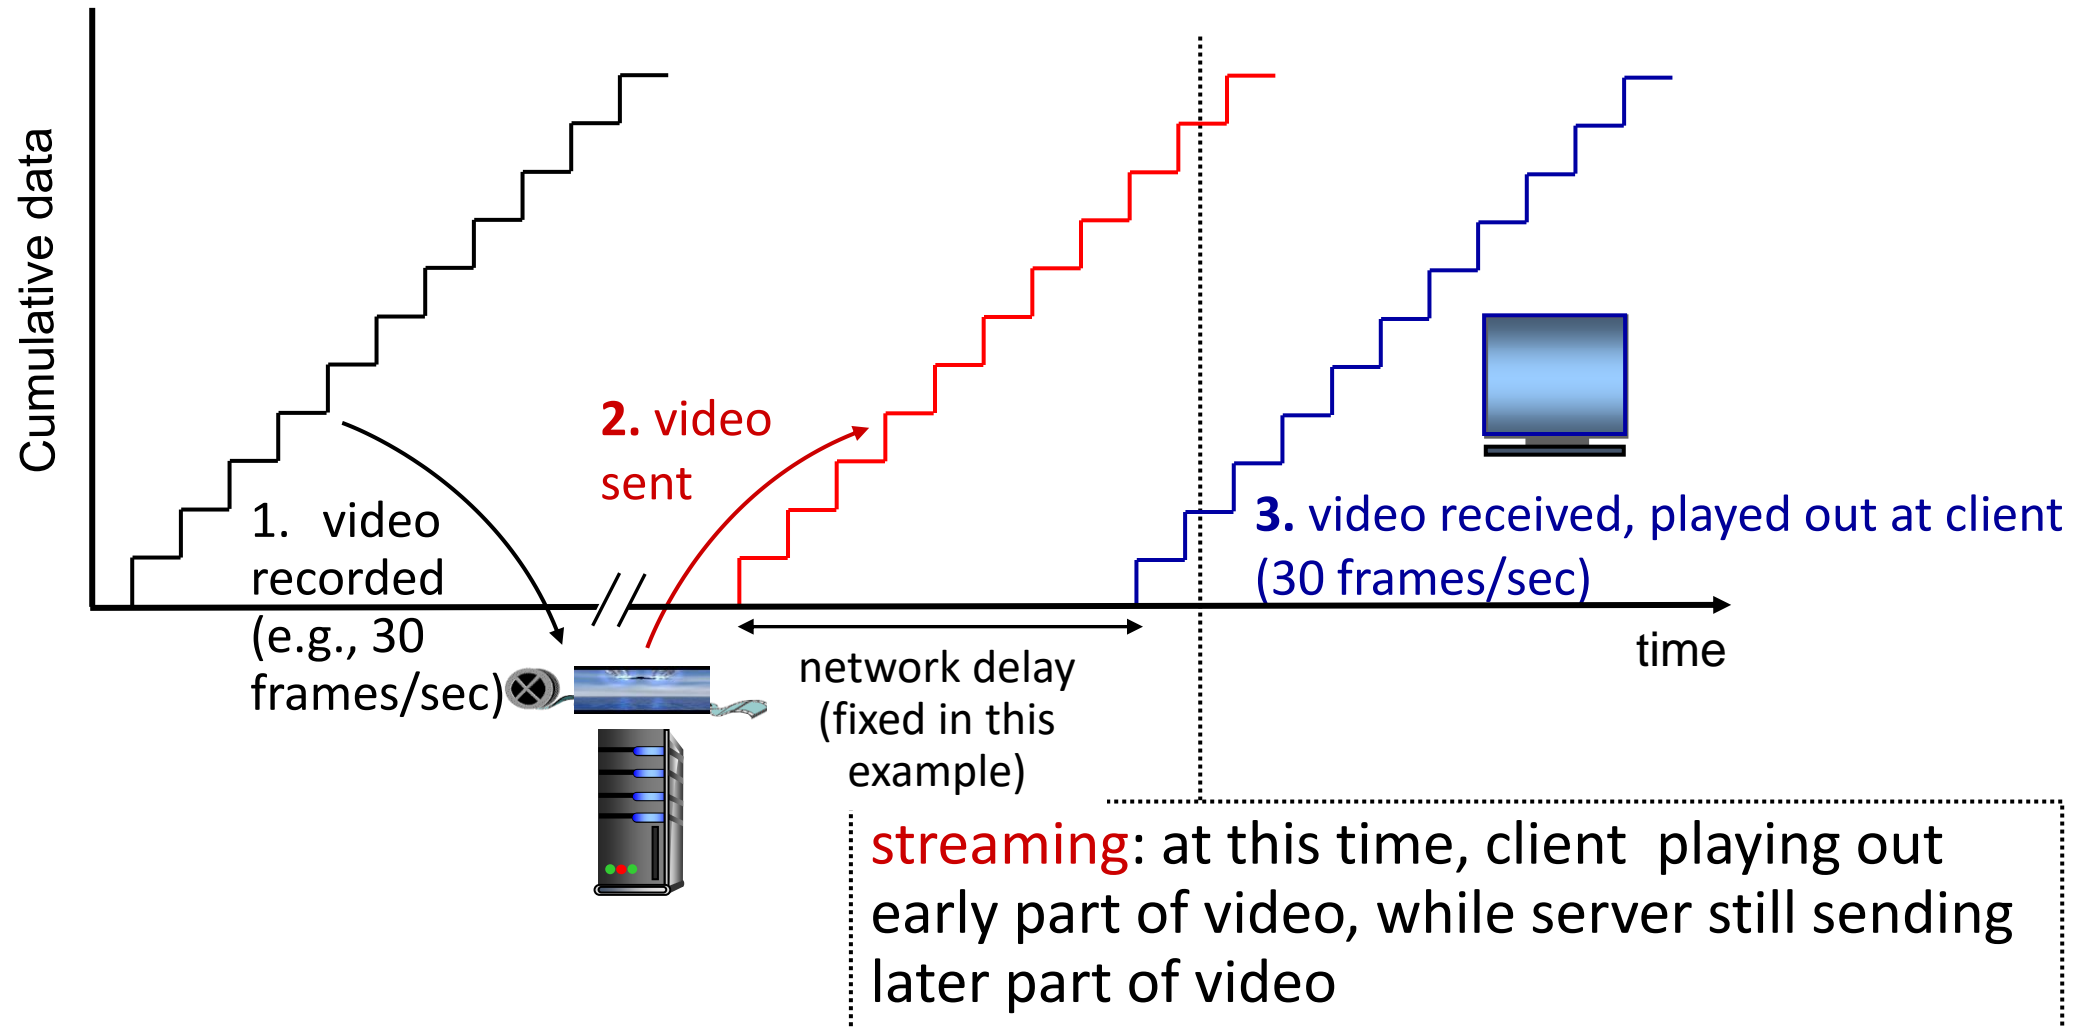 Cumulative data
1. video
recorded
(e.g., 30
frames/sec)
2. video
sent
3. video received, played out at client
(30 frames/sec)
time
network delay
(fixed in this
example)
streaming: at this time, client playing out
early part of video, while server still sending
later part of video